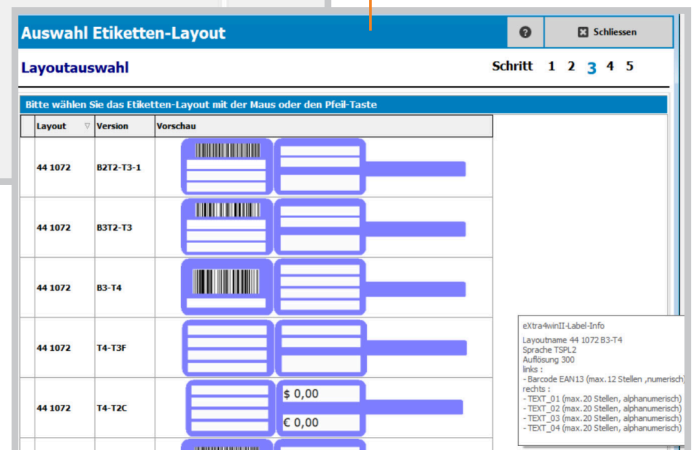 Auswahl Etiketten-Layout
? Schliessen
Layoutauswahl
Schritt 1 2 3 4 5
Bitte wählen Sie das Etiketten-Layout mit der Maus oder den Pfeil-Taste
Layout Version Vorschau
44 1072 B2T2-T3-1
44 1072 B3T2-T3
44 1072 B3-T4
44 1072 T4-T3F
44 1072 T4-T2C
$ 0,00
€ 0,00
eXtra4winII-Label-Info
Layoutname 44 1072 B3-T4
Sprache TSPL2
Auflösung 300
links :
- Barcode EAN13 (max. 12 Stellen ,numerisch)
rechts :
- TEXT_01 (max.20 Stellen, alphanumerisch)
- TEXT_02 (max.20 Stellen, alphanumerisch)
- TEXT_03 (max.20 Stellen, alphanumerisch)
- TEXT_04 (max.20 Stellen, alphanumerisch)